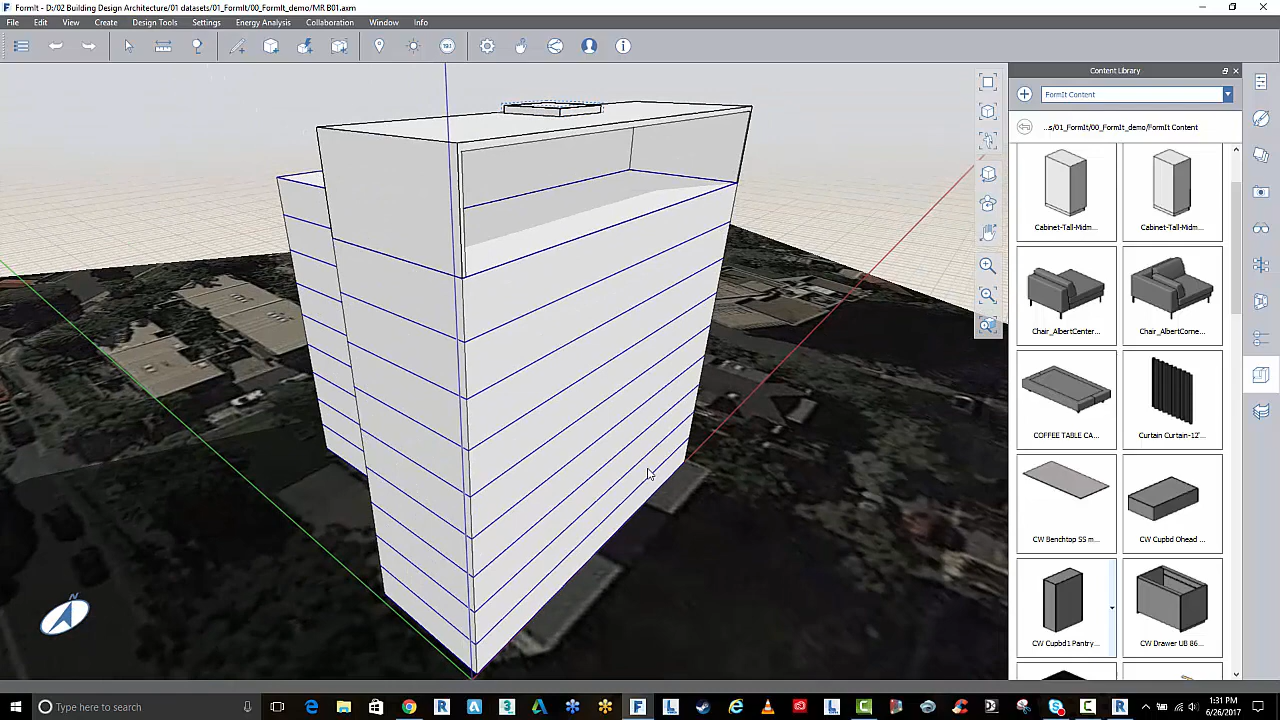 FormIt - D:/02 Building Design Architecture/01 datasets/01_FormIt/00_FormIt_demo/MR B01.axm
File Edit View Create Design Tools Settings Energy Analysis Collaboration Window Info
Content Library
FormIt Content
...s/01_FormIt/00_FormIt_demo/FormIt Content
Cabinet-Tall-Midm... Cabinet-Tall-Midm...
Chair_AlbertCenter... Chair_AlbertCorne...
COFFEE TABLE CA... Curtain Curtain-12'...
CW Benchtop SS m... CW Cupbd Ohead ...
CW Cupbd1 Pantry... CW Drawer UB 86...
N
Type here to search
1:31 PM
6/26/2017